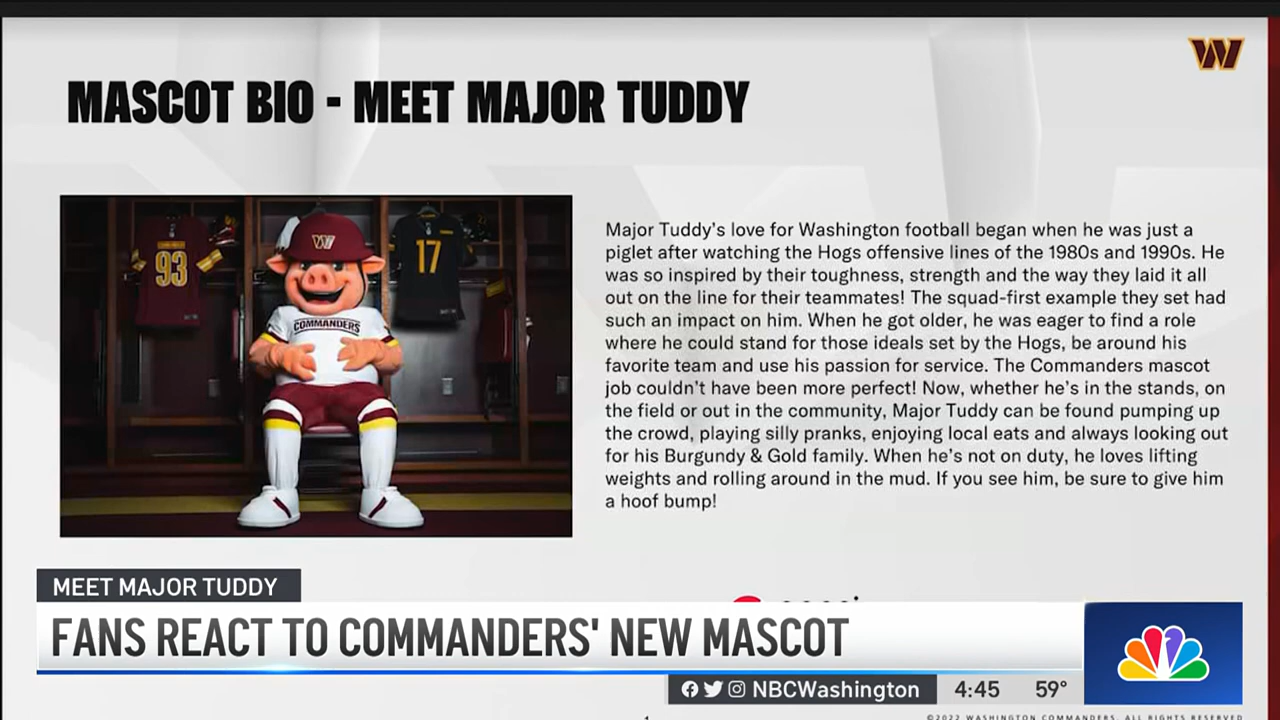 W
MASCOT BIO - MEET MAJOR TUDDY
93
W
17
COMMANDERS
Major Tuddy's love for Washington football began when he was just a
piglet after watching the Hogs offensive lines of the 1980s and 1990s. He
was so inspired by their toughness, strength and the way they laid it all
out on the line for their teammates! The squad-first example they set had
such an impact on him. When he got older, he was eager to find a role
where he could stand for those ideals set by the Hogs, be around his
favorite team and use his passion for service. The Commanders mascot
job couldn't have been more perfect! Now, whether he's in the stands, on
the field or out in the community, Major Tuddy can be found pumping up
the crowd, playing silly pranks, enjoying local eats and always looking out
for his Burgundy & Gold family. When he's not on duty, he loves lifting
weights and rolling around in the mud. If you see him, be sure to give him
a hoof bump!
MEET MAJOR TUDDY
FANS REACT TO COMMANDERS' NEW MASCOT
NBCWashington
4:45 59°
©2022 WASHINGTON COMMANDERS. ALL RIGHTS RESERVED